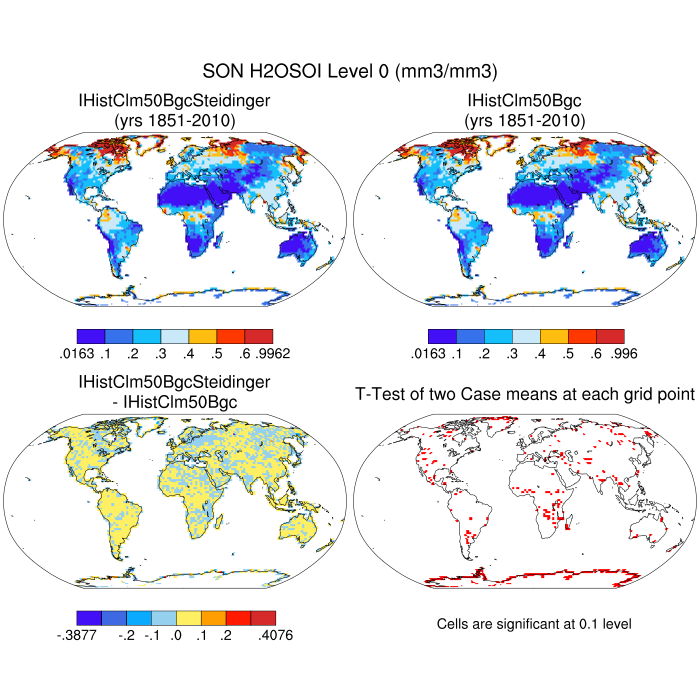 SON H2OSOI Level 0 (mm3/mm3)
IHistClm50BgcSteidinger
(yrs 1851-2010)
IHistClm50Bgc
(yrs 1851-2010)
.0163 .1 .2 .3 .4 .5 .6 .9962
.0163 .1 .2 .3 .4 .5 .6 .996
IHistClm50BgcSteidinger
- IHistClm50Bgc
T-Test of two Case means at each grid point
-.3877 -.2 -0.1 .0 .1 .2 .4076
Cells are significant at 0.1 level